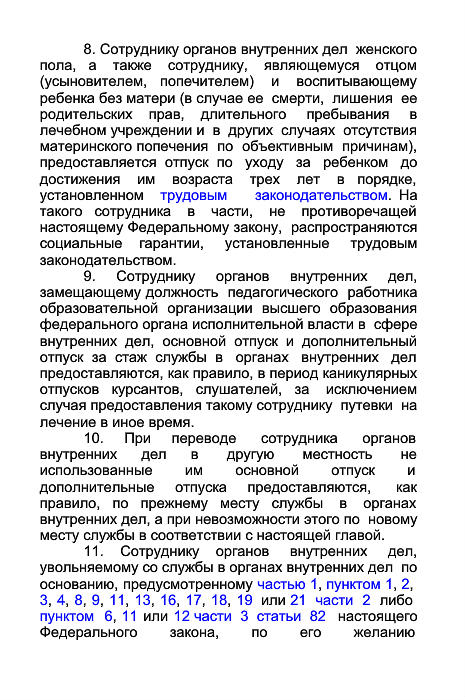 8. Сотруднику органов внутренних дел женского
пола, а также сотруднику, являющемуся отцом
(усыновителем, попечителем) и воспитывающему
ребенка без матери (в случае ее смерти, лишения ее
родительских прав, длительного пребывания в
лечебном учреждении и в других случаях отсутствия
материнского попечения по объективным причинам),
предоставляется отпуск по уходу за ребенком до
достижения им возраста трех лет в порядке,
установленном трудовым законодательством. На
такого сотрудника в части, не противоречащей
настоящему Федеральному закону, распространяются
социальные гарантии, установленные трудовым
законодательством.
9. Сотруднику органов внутренних дел,
замещающему должность педагогического работника
образовательной организации высшего образования
федерального органа исполнительной власти в сфере
внутренних дел, основной отпуск и дополнительный
отпуск за стаж службы в органах внутренних дел
предоставляются, как правило, в период каникулярных
отпусков курсантов, слушателей, за исключением
случая предоставления такому сотруднику путевки на
лечение в иное время.
10. При переводе сотрудника органов
внутренних дел в другую местность не
использованные им основной отпуск и
дополнительные отпуска предоставляются, как
правило, по прежнему месту службы в органах
внутренних дел, а при невозможности этого по новому
месту службы в соответствии с настоящей главой.
11. Сотруднику органов внутренних дел,
увольняемому со службы в органах внутренних дел по
основанию, предусмотренному частью 1, пунктом 1, 2,
3, 4, 8, 9, 11, 13, 16, 17, 18, 19 или 21 части 2 либо
пунктом 6, 11 или 12 части 3 статьи 82 настоящего
Федерального закона, по его желанию